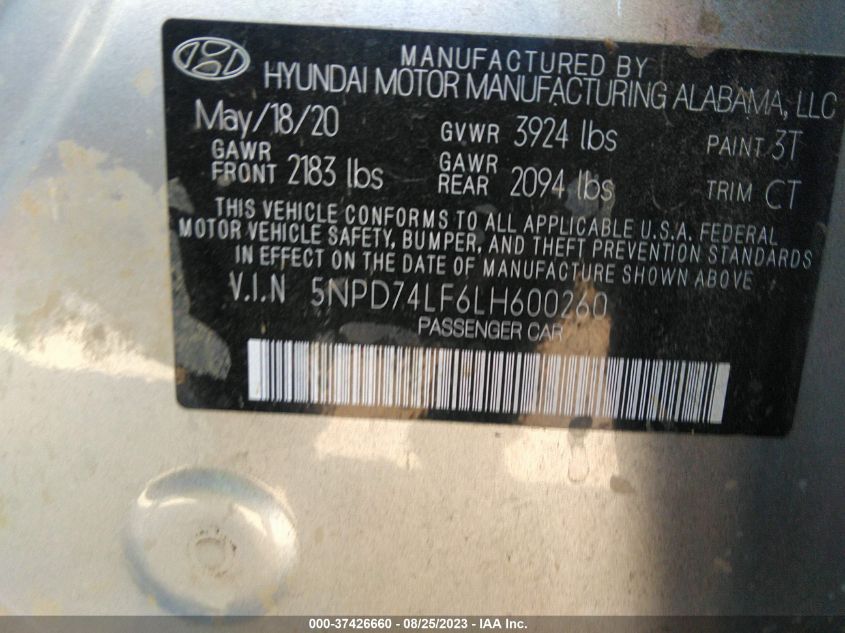 MANUFACTURED BY
HYUNDAI MOTOR MANUFACTURING ALABAMA, LLC
May/18/20 GVWR 3924 lbs PAINT 3T
GAWR FRONT 2183 lbs GAWR REAR 2094 lbs TRIM CT
THIS VEHICLE CONFORMS TO ALL APPLICABLE U.S.A. FEDERAL
MOTOR VEHICLE SAFETY, BUMPER, AND THEFT PREVENTION STANDARDS
IN EFFECT ON THE DATE OF MANUFACTURE SHOWN ABOVE
V.I.N 5NPD74LF6LH600260
PASSENGER CAR
000-37426660 - 08/25/2023 - IAA Inc.